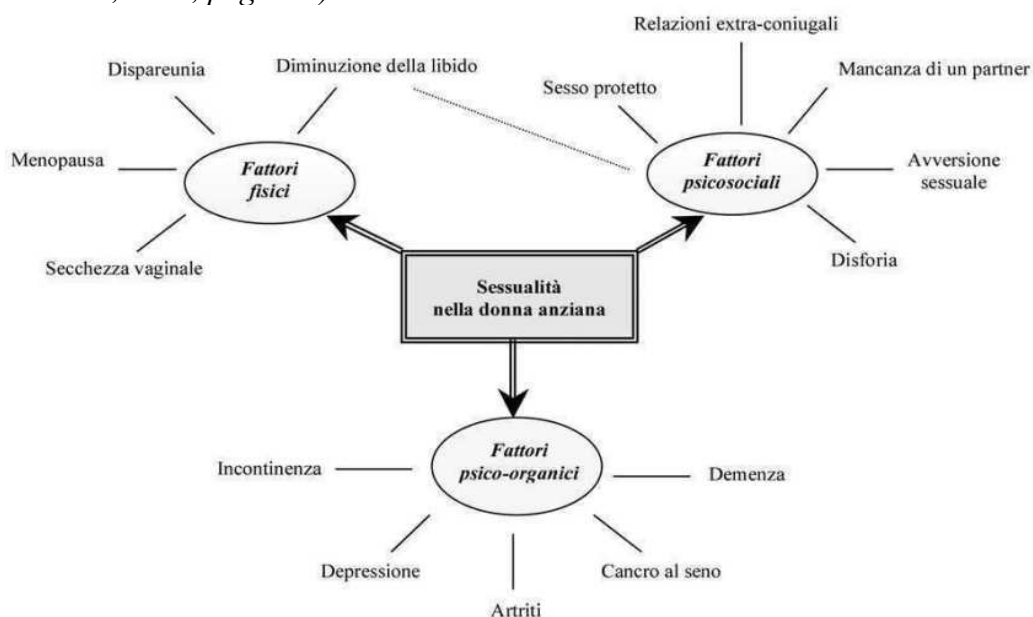 Relazioni extra-coniugali
Dispareunia
Diminuzione della libido
Sesso protetto
Mancanza di un partner
Menopausa
Fattori
fisici
Fattori
psicosociali
Avversione
sessuale
Secchezza vaginale
Disforia
Sessualità
nella donna anziana
Fattori
psico-organici
Incontinenza
Demenza
Depressione
Cancro al seno
Artriti